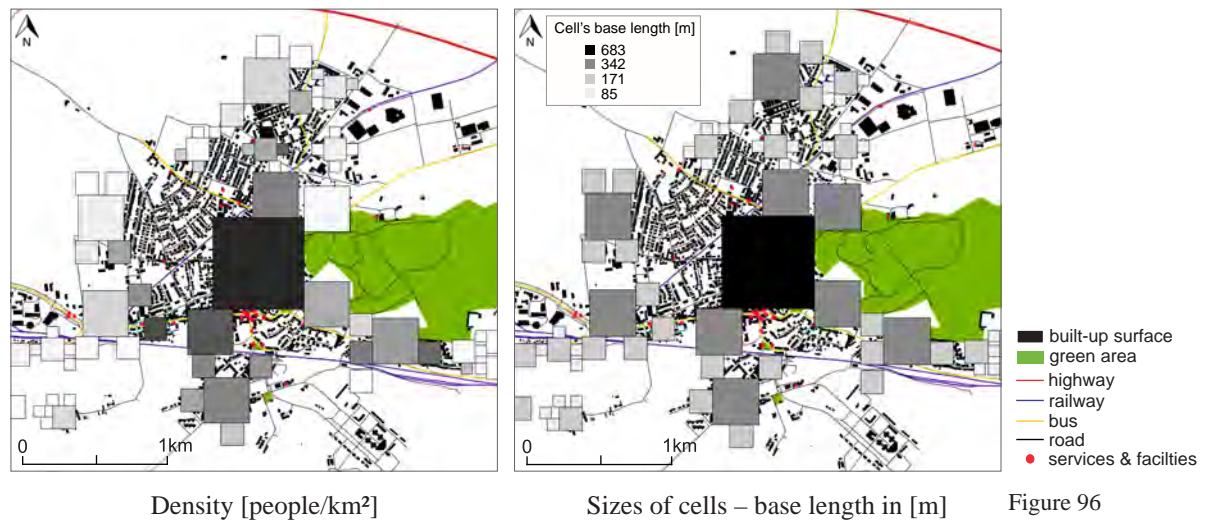 N
0
1km
N
Cell's base length [m]
683
342
171
85
0
1km
built-up surface
green area
highway
railway
bus
road
services & facilties
Density [people/km²]
Sizes of cells – base length in [m]
Figure 96